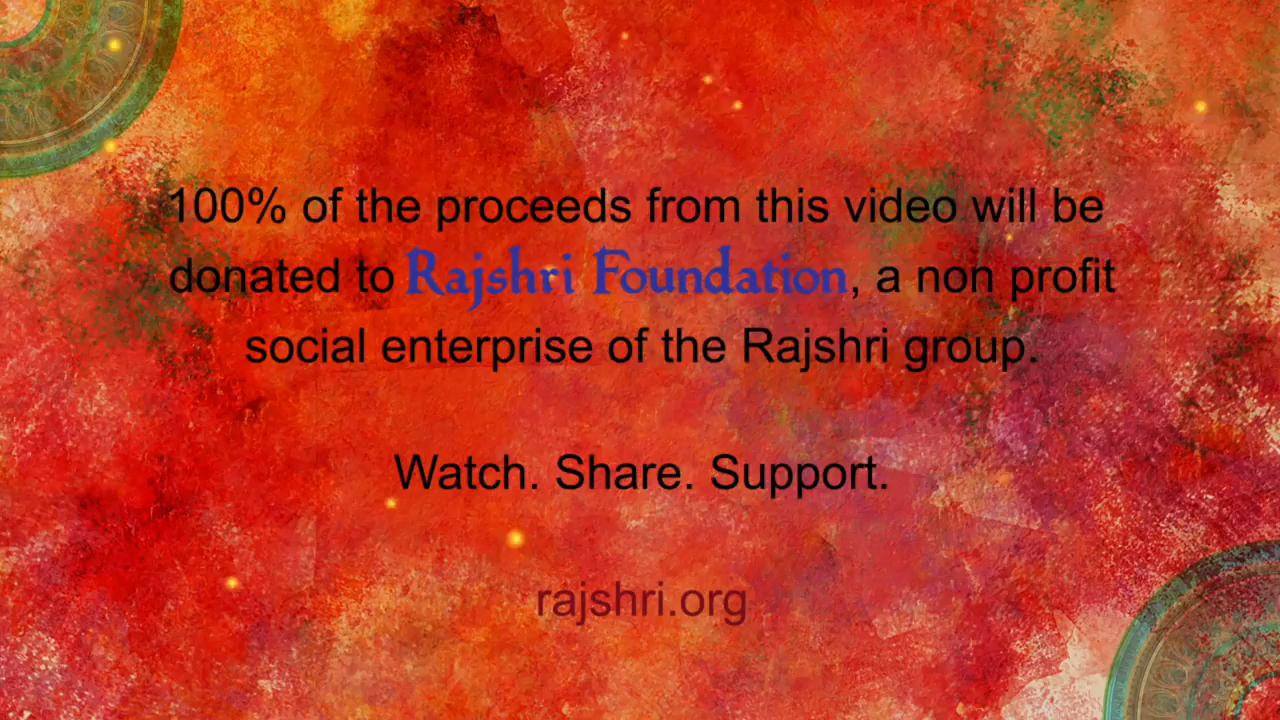 100% of the proceeds from this video will be
donated to Rajshri Foundation, a non profit
social enterprise of the Rajshri group.
Watch. Share. Support.
rajshri.org